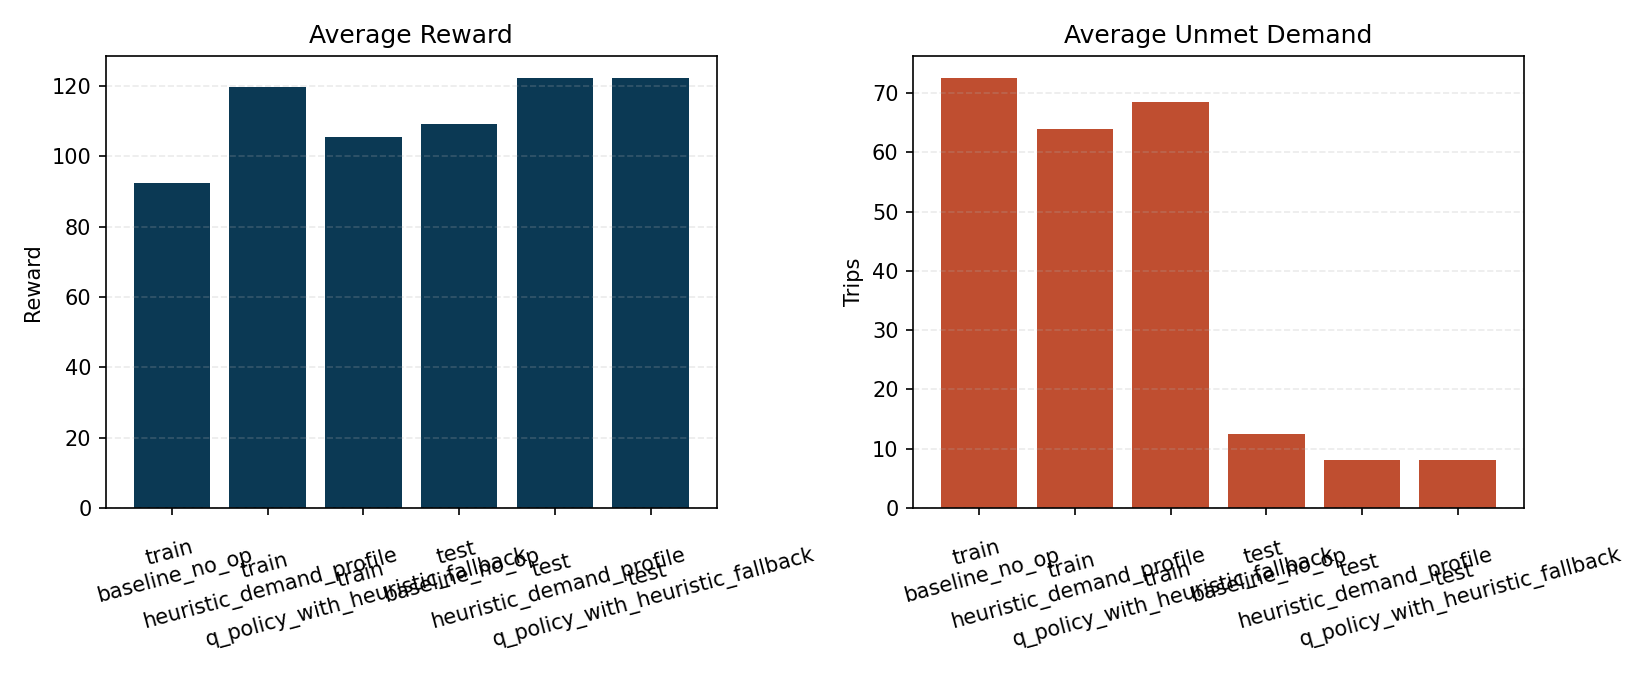 Average Reward
Reward
120
100
80
60
40
20
0
train
baseline_no_op
train
heuristic_demand_profile
train
q_policy_with_heuristic_fallback
test
baseline_no_op
test
heuristic_demand_profile
test
q_policy_with_heuristic_fallback
Average Unmet Demand
Trips
70
60
50
40
30
20
10
0
train
baseline_no_op
train
heuristic_demand_profile
train
q_policy_with_heuristic_fallback
test
baseline_no_op
test
heuristic_demand_profile
test
q_policy_with_heuristic_fallback